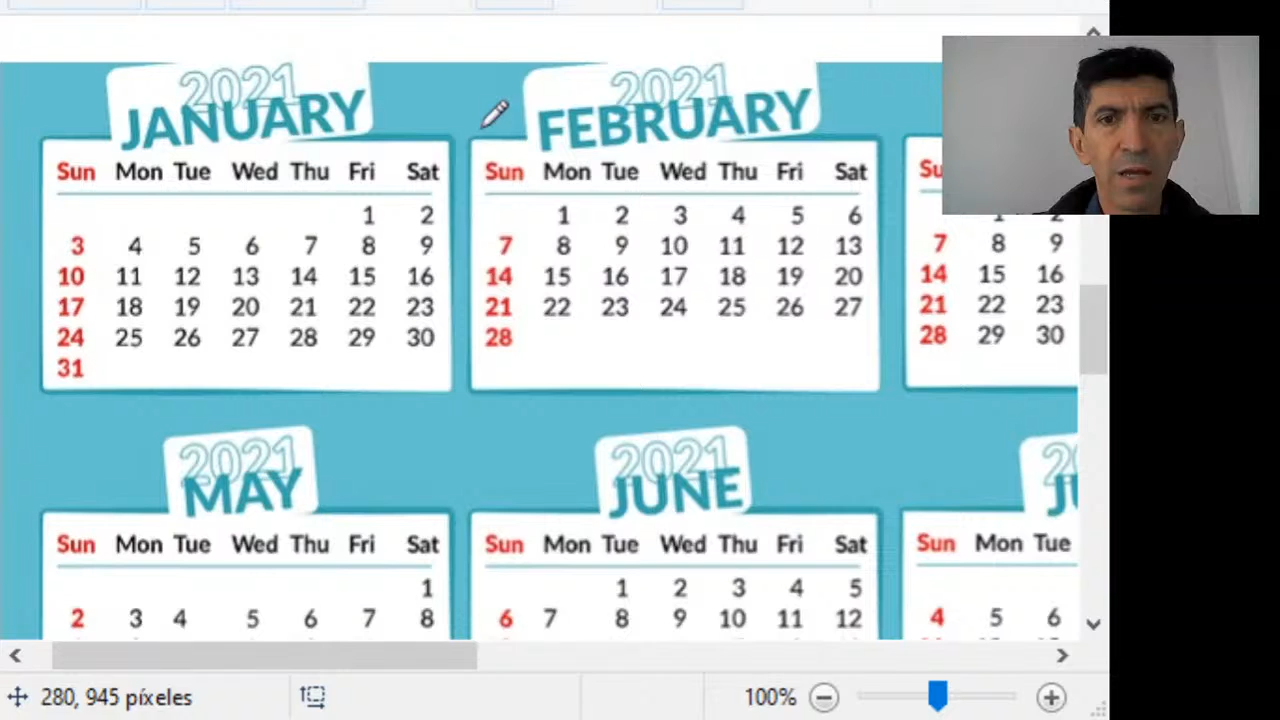 2021 2021
JANUARY FEBRUARY
Sun Mon Tue Wed Thu Fri Sat Sun Mon Tue Wed Thu Fri Sat
1 2 1 2 3 4 5 6
3 4 5 6 7 8 9 7 8 9 10 11 12 13 7 8 9
10 11 12 13 14 15 16 14 15 16 17 18 19 20 14 15 16
17 18 19 20 21 22 23 21 22 23 24 25 26 27 21 22 23
24 25 26 27 28 29 30 28 28 29 30
31
2021 2021
MAY JUNE
Sun Mon Tue Wed Thu Fri Sat Sun Mon Tue Wed Thu Fri Sat Sun Mon Tue
1 1 2 3 4 5
2 3 4 5 6 7 8 6 7 8 9 10 11 12 4 5 6
280, 945 píxeles 100%